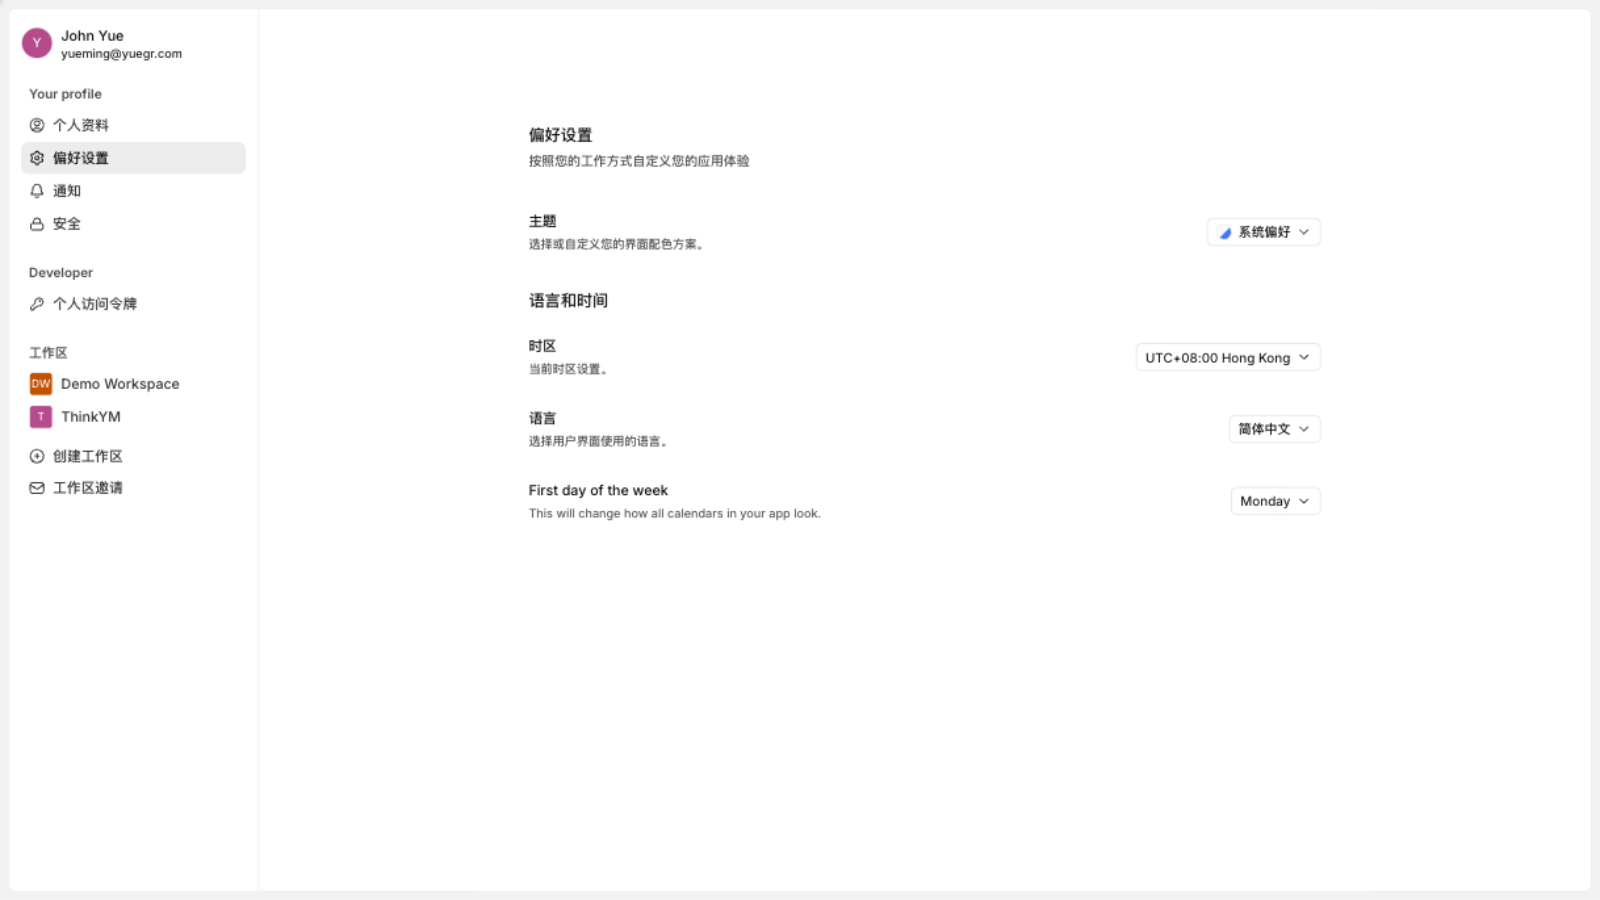 Y
John Yue
yueming@yuegr.com
Your profile
个人资料
偏好设置
通知
安全
Developer
个人访问令牌
工作区
DW Demo Workspace
T ThinkYM
创建工作区
工作区邀请
偏好设置
按照您的工作方式自定义您的应用体验
主题
选择或自定义您的界面配色方案。
系统偏好
语言和时间
时区
当前时区设置。
UTC+08:00 Hong Kong
语言
选择用户界面使用的语言。
简体中文
First day of the week
This will change how all calendars in your app look.
Monday